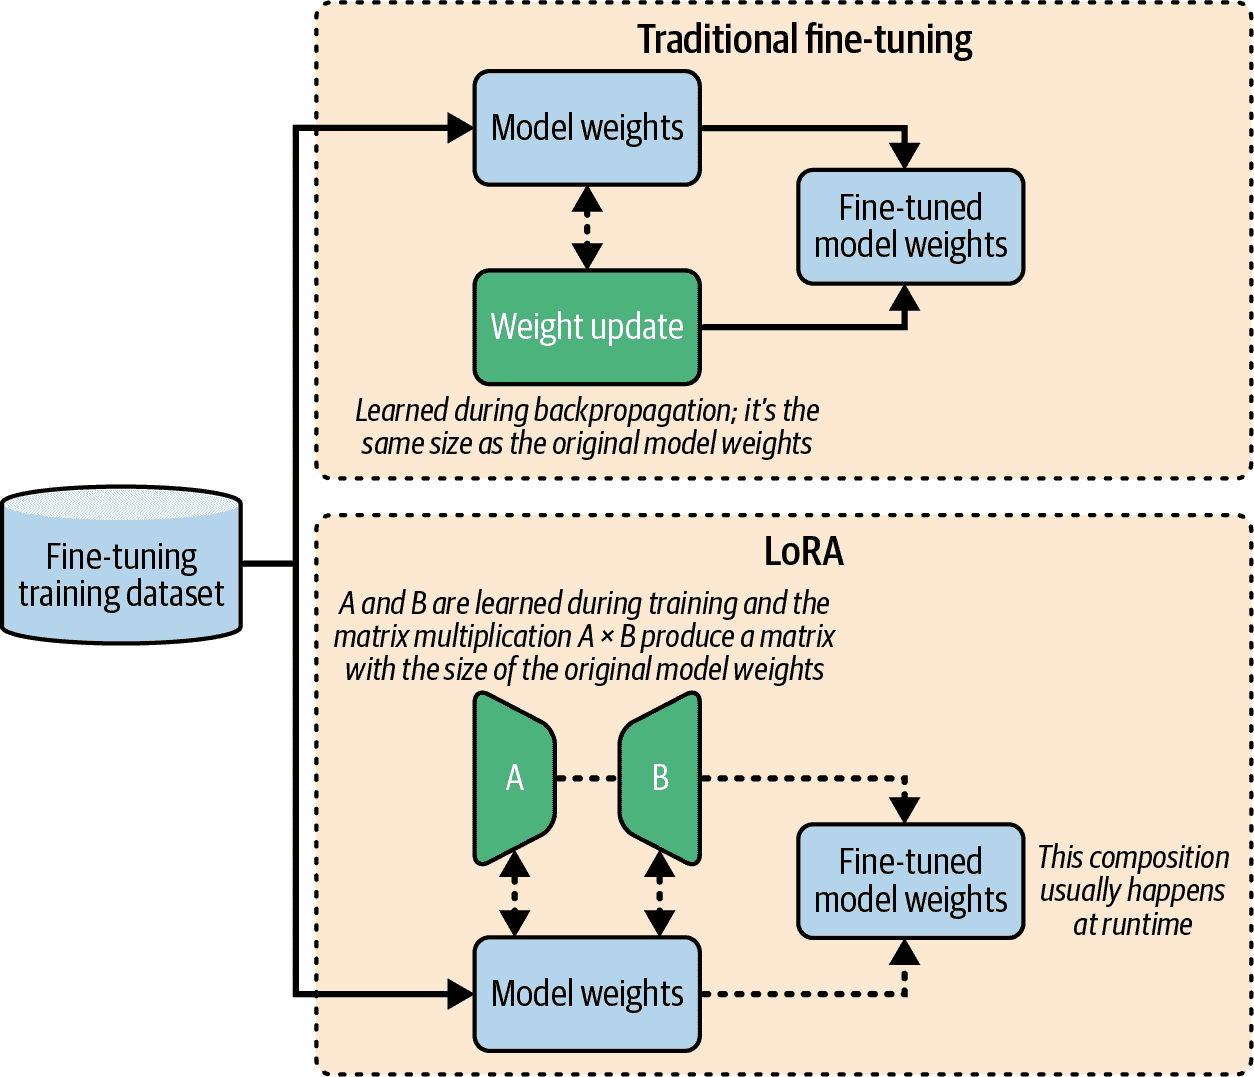 Traditional fine-tuning
Model weights
Fine-tuned
model weights
Weight update
Learned during backpropagation; it's the
same size as the original model weights
Fine-tuning
training dataset
LoRA
A and B are learned during training and the
matrix multiplication A × B produce a matrix
with the size of the original model weights
A
B
Fine-tuned
model weights
This composition
usually happens
at runtime
Model weights